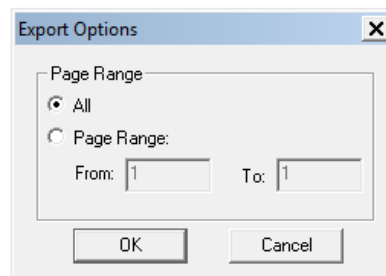 Export Options
Page Range
All
Page Range:
From: 1 To: 1
OK Cancel